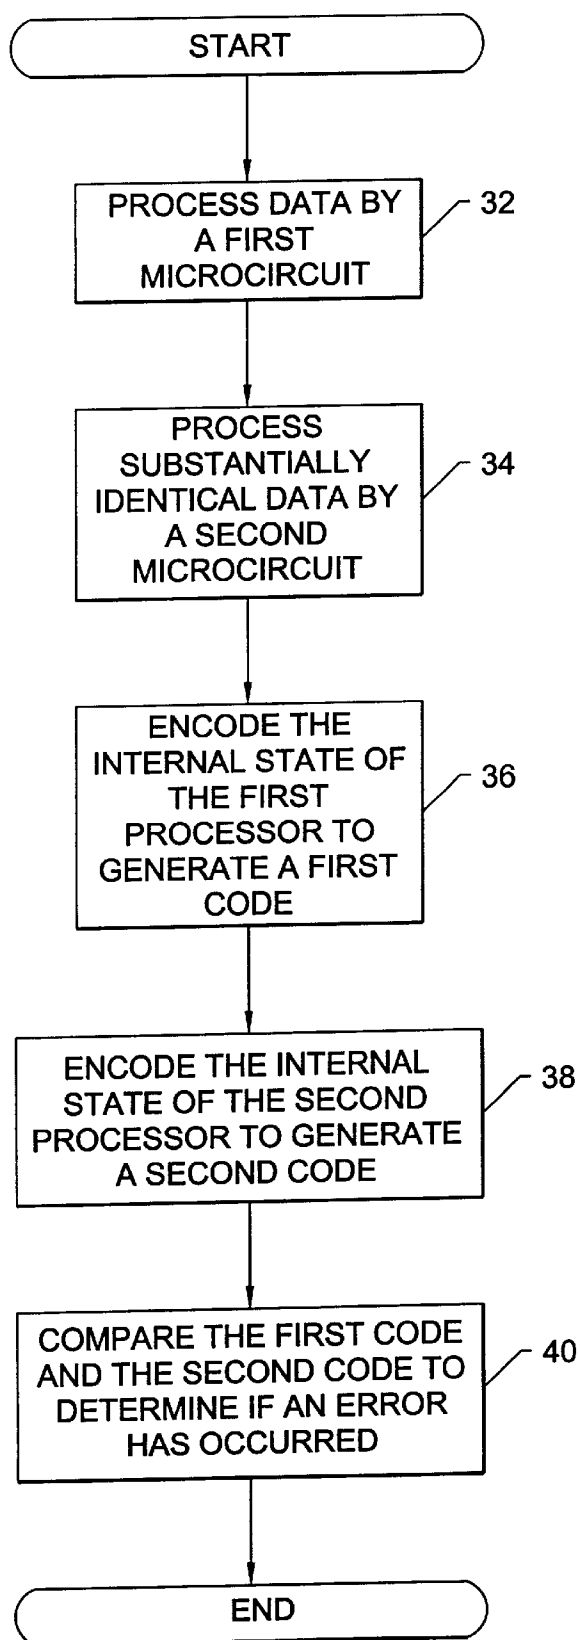 START
PROCESS DATA BY
A FIRST
MICROCIRCUIT
32
PROCESS
SUBSTANTIALLY
IDENTICAL DATA BY
A SECOND
MICROCIRCUIT
34
ENCODE THE
INTERNAL STATE OF
THE FIRST
PROCESSOR TO
GENERATE A FIRST
CODE
36
ENCODE THE INTERNAL
STATE OF THE SECOND
PROCESSOR TO GENERATE
A SECOND CODE
38
COMPARE THE FIRST CODE
AND THE SECOND CODE TO
DETERMINE IF AN ERROR
HAS OCCURRED
40
END